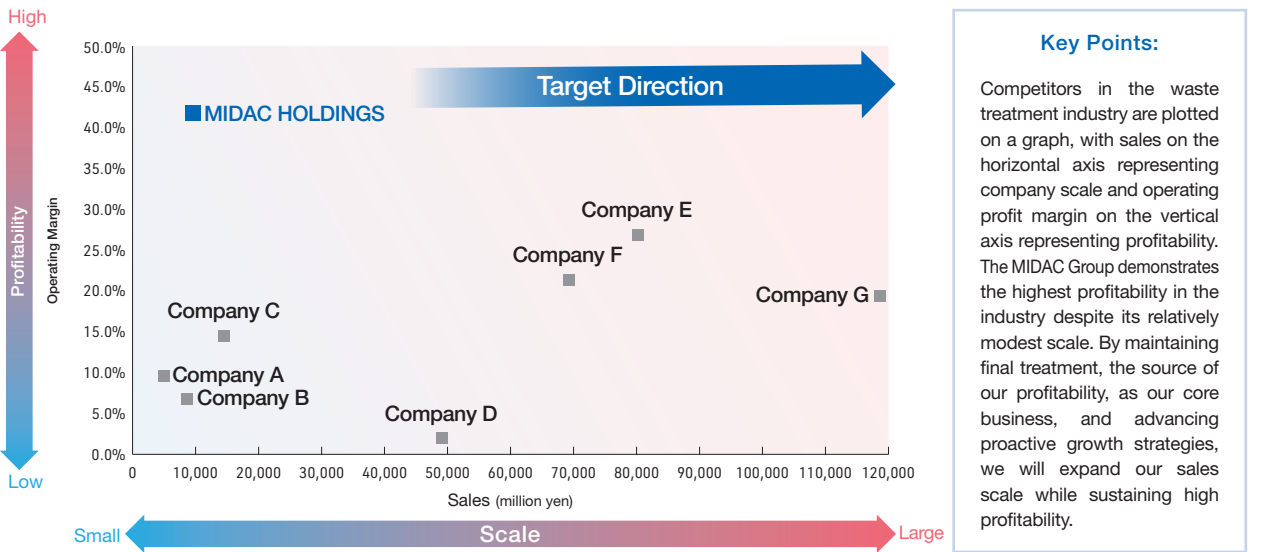 High
Profitability
Low
Operating Margin
50.0%
45.0%
40.0%
35.0%
30.0%
25.0%
20.0%
15.0%
10.0%
5.0%
0.0%
Target Direction
MIDAC HOLDINGS
Company E
Company F
Company G
Company C
Company A
Company B
Company D
0 10,000 20,000 30,000 40,000 50,000 60,000 70,000 80,000 90,000 100,000 110,000 120,000
Sales (million yen)
Small Scale Large
Key Points:
Competitors in the waste
treatment industry are plotted
on a graph, with sales on the
horizontal axis representing
company scale and operating
profit margin on the vertical
axis representing profitability.
The MIDAC Group demonstrates
the highest profitability in the
industry despite its relatively
modest scale. By maintaining
final treatment, the source of
our profitability, as our core
business, and advancing
proactive growth strategies,
we will expand our sales
scale while sustaining high
profitability.